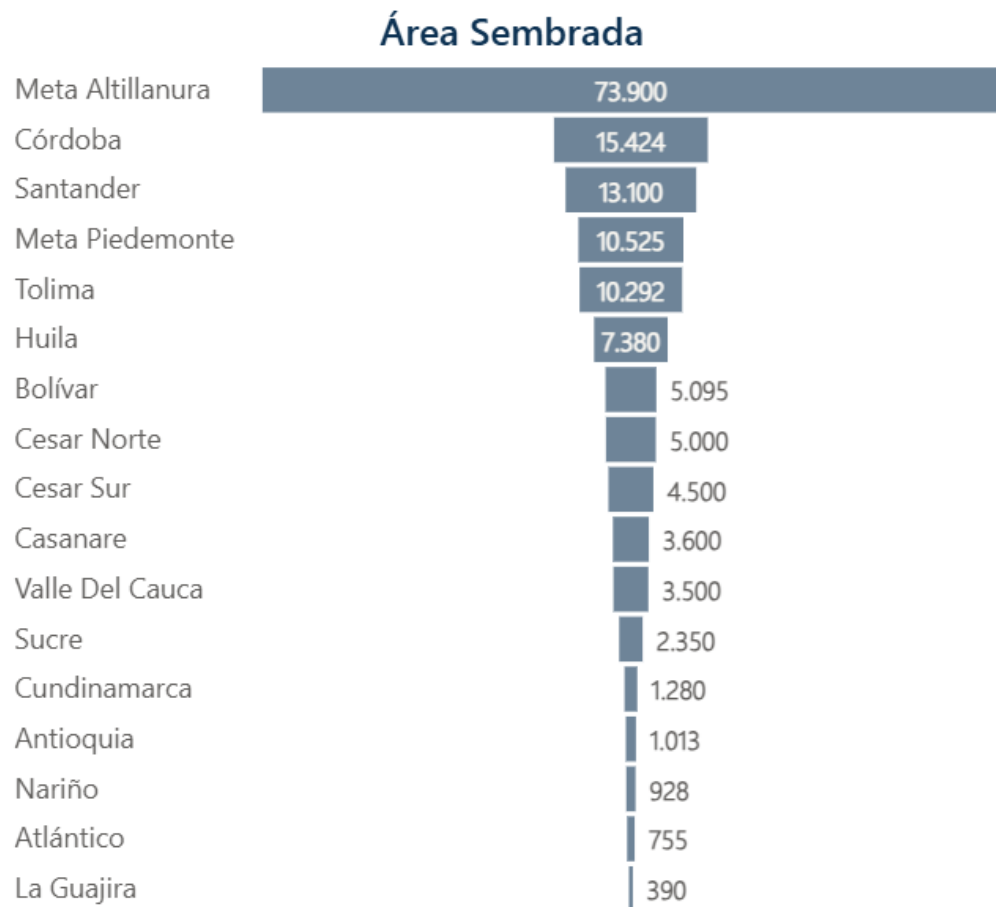 Área Sembrada
Meta Altillanura 73.900
Córdoba 15.424
Santander 13.100
Meta Piedemonte 10.525
Tolima 10.292
Huila 7.380
Bolívar 5.095
Cesar Norte 5.000
Cesar Sur 4.500
Casanare 3.600
Valle Del Cauca 3.500
Sucre 2.350
Cundinamarca 1.280
Antioquia 1.013
Nariño 928
Atlántico 755
La Guajira 390